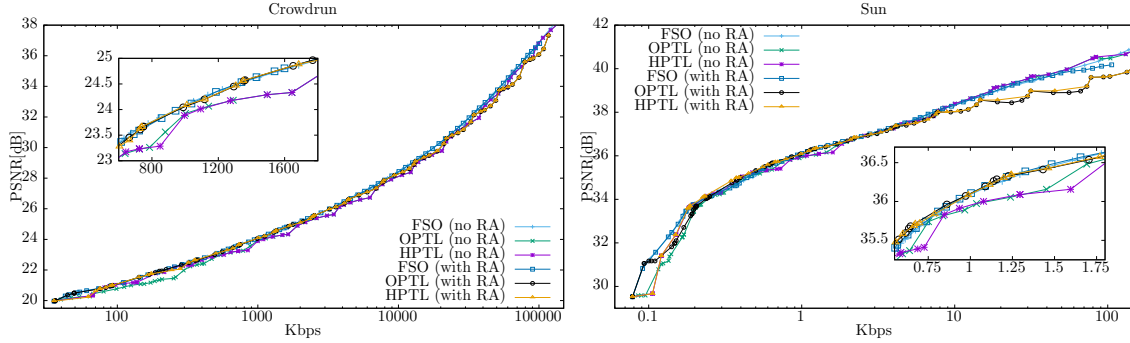 Crowdrun
PSNR[dB]
38
36
34
32
30
28
26
24
22
20
100
1000
10000
100000
Kbps
25
24.5
24
23.5
23
800
1200
1600
FSO (no RA)
OPTL (no RA)
HPTL (no RA)
FSO (with RA)
OPTL (with RA)
HPTL (with RA)
Sun
PSNR[dB]
42
40
38
36
34
32
30
0.1
1
10
100
Kbps
FSO (no RA)
OPTL (no RA)
HPTL (no RA)
FSO (with RA)
OPTL (with RA)
HPTL (with RA)
36.5
36
35.5
0.75
1
1.25
1.5
1.8